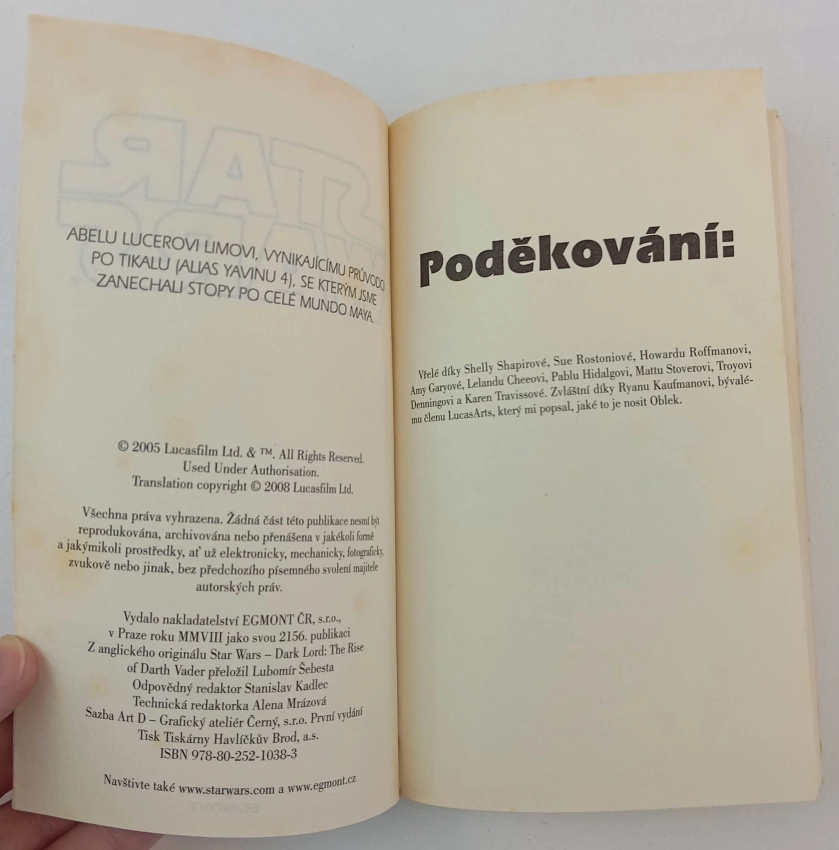 ABELU LUCEROVI LIMOVI, VYNIKAJÍCÍMU PRŮVODC
PO TIKALU (ALIAS YAVINU 4), SE KTERÝM JSME
ZANECHALI STOPY PO CELÉ MUNDO MAYA.
© 2005 Lucasfilm Ltd. & ™. All Rights Reserved.
Used Under Authorisation.
Translation copyright © 2008 Lucasfilm Ltd.
Všechna práva vyhrazena. Žádná část této publikace nesmí být
reprodukována, archivována nebo přenášena v jakékoli formě
a jakýmikoli prostředky, ať už elektronicky, mechanicky, fotograficky,
zvukově nebo jinak, bez předchozího písemného svolení majitele
autorských práv.
Vydalo nakladatelství EGMONT ČR, s.r.o.,
v Praze roku MMVIII jako svou 2156. publikaci
Z anglického originálu Star Wars – Dark Lord: The Rise
of Darth Vader přeložil Lubomír Šebesta
Odpovědný redaktor Stanislav Kadlec
Technická redaktorka Alena Mrázová
Sazba Art D – Grafický ateliér Černý, s.r.o. První vydání
Tisk Tiskárny Havlíčkův Brod, a.s.
ISBN 978-80-252-1038-3
Navštivte také www.starwars.com a www.egmont.cz
Poděkování:
Vřelé díky Shelly Shapirové, Sue Rostoniové, Howardu Roffmanovi,
Amy Garyové, Lelandu Cheeovi, Pablu Hidalgovi, Mattu Stoverovi, Troyovi
Denningovi a Karen Travissové. Zvláštní díky Ryanu Kaufmanovi, bývalé-
mu členu LucasArts, který mi popsal, jaké to je nosit Oblek.